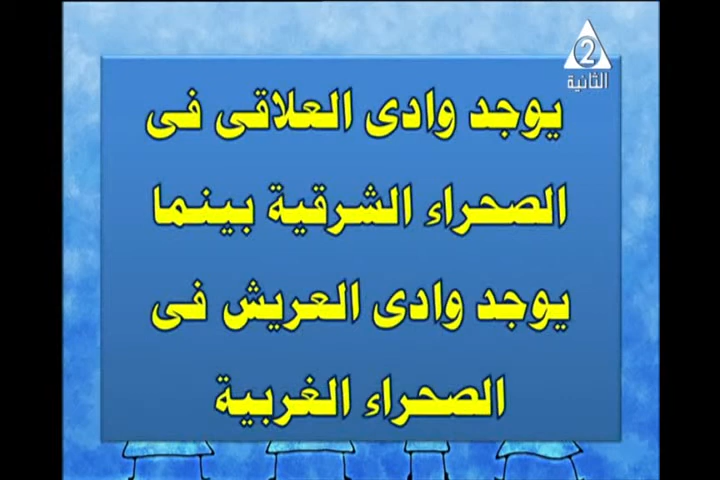 2
الثانية
يوجد وادى العلاقى فى
الصحراء الشرقية بينما
يوجد وادى العريش فى
الصحراء الغربية